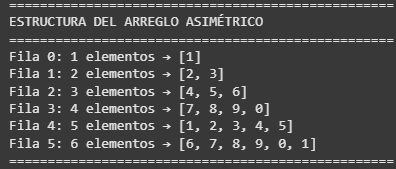 ==================================================
ESTRUCTURA DEL ARREGLO ASIMÉTRICO
==================================================
Fila 0: 1 elementos → [1]
Fila 1: 2 elementos → [2, 3]
Fila 2: 3 elementos → [4, 5, 6]
Fila 3: 4 elementos → [7, 8, 9, 0]
Fila 4: 5 elementos → [1, 2, 3, 4, 5]
Fila 5: 6 elementos → [6, 7, 8, 9, 0, 1]
==================================================